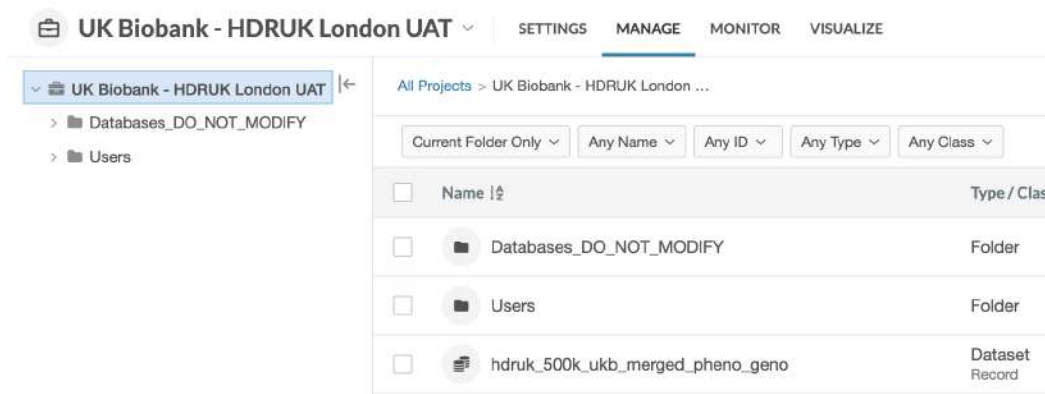 UK Biobank - HDRUK London UAT SETTINGS MANAGE MONITOR VISUALIZE
UK Biobank - HDRUK London UAT
Databases_DO_NOT_MODIFY
Users
All Projects > UK Biobank - HDRUK London ...
Current Folder Only Any Name Any ID Any Type Any Class
Name Type / Clas
Databases_DO_NOT_MODIFY Folder
Users Folder
hdruk_500k_ukb_merged_pheno_geno Dataset
Record